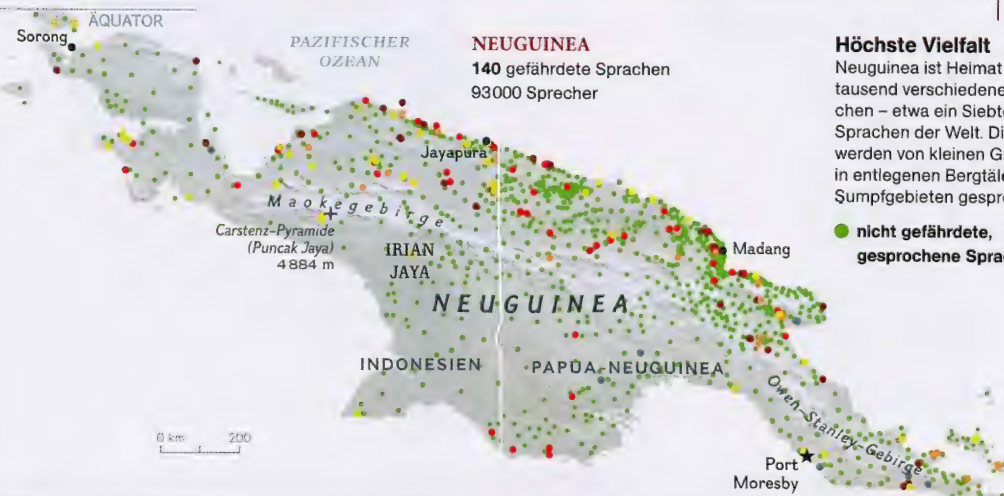 ÄQUATOR
Sorong
PAZIFISCHER
OZEAN
NEUGUINEA
140 gefährdete Sprachen
93000 Sprecher
Höchste Vielfalt
Neuguinea ist Heimat
tausend verschiedene
chen – etwa ein Siebte
Sprachen der Welt. Di
werden von kleinen G
in entlegenen Bergtäle
Sumpfgebieten gespro
nicht gefährdete,
gesprochene Spra
Jayapura
Maokegebirge
Carstenz-Pyramide
(Puncak Jaya)
4884 m
IRIAN
JAYA
Madang
NEUGUINEA
INDONESIEN
PAPUA-NEUGUINEA
Owen-Stanley-Gebirge
0 km 200
Port
Moresby